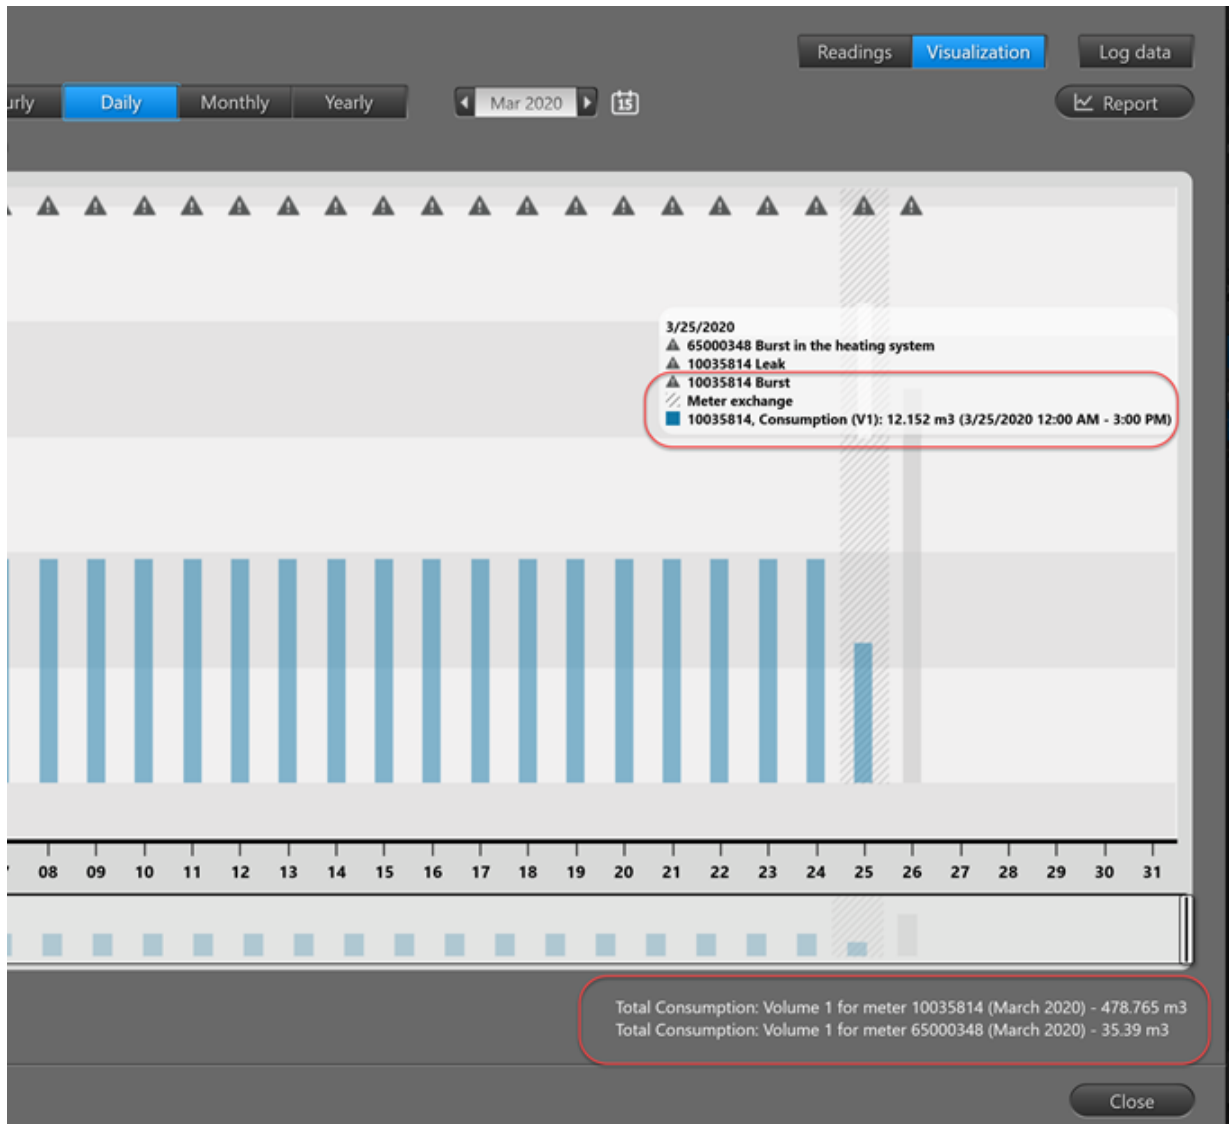 Readings Visualization Log data
urly Daily Monthly Yearly Mar 2020 15 Report
3/25/2020
65000348 Burst in the heating system
10035814 Leak
10035814 Burst
Meter exchange
10035814, Consumption (V1): 12.152 m3 (3/25/2020 12:00 AM - 3:00 PM)
08 09 10 11 12 13 14 15 16 17 18 19 20 21 22 23 24 25 26 27 28 29 30 31
Total Consumption: Volume 1 for meter 10035814 (March 2020) - 478.765 m3
Total Consumption: Volume 1 for meter 65000348 (March 2020) - 35.39 m3
Close